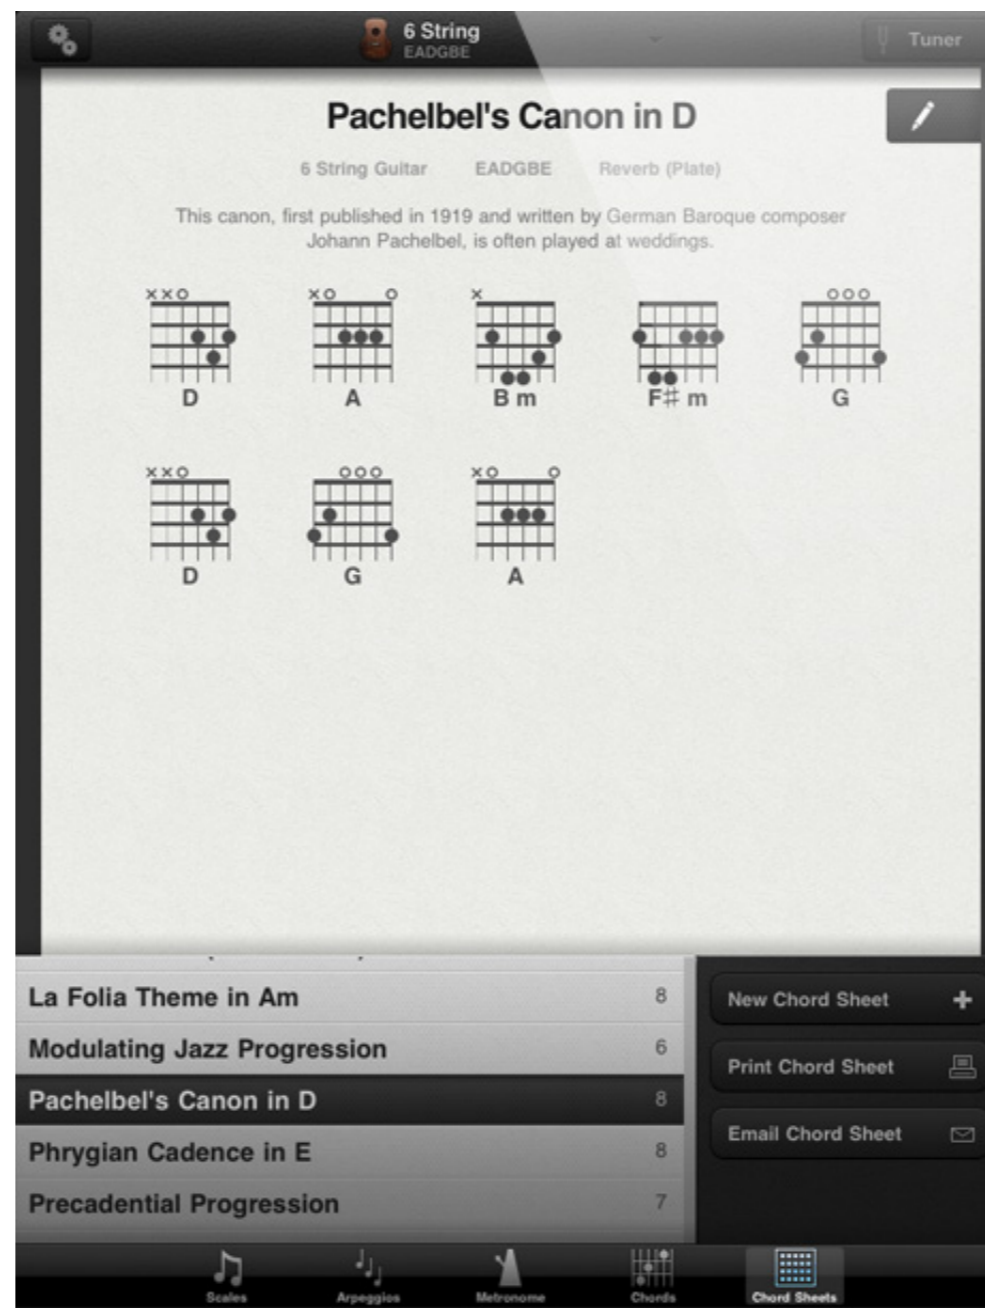 6 String
EADGBE
Tuner
Pachelbel's Canon in D
6 String Guitar EADGBE Reverb (Plate)
This canon, first published in 1919 and written by German Baroque composer
Johann Pachelbel, is often played at weddings.
××○ ×○ ○ × ○○○
D A B m F♯ m G
××○ ○○○ ×○ ○
D G A
La Folia Theme in Am 8
New Chord Sheet +
Modulating Jazz Progression 6
Print Chord Sheet
Pachelbel's Canon in D 8
Email Chord Sheet
Phrygian Cadence in E 8
Precadential Progression 7
Scales Arpeggios Metronome Chords Chord Sheets